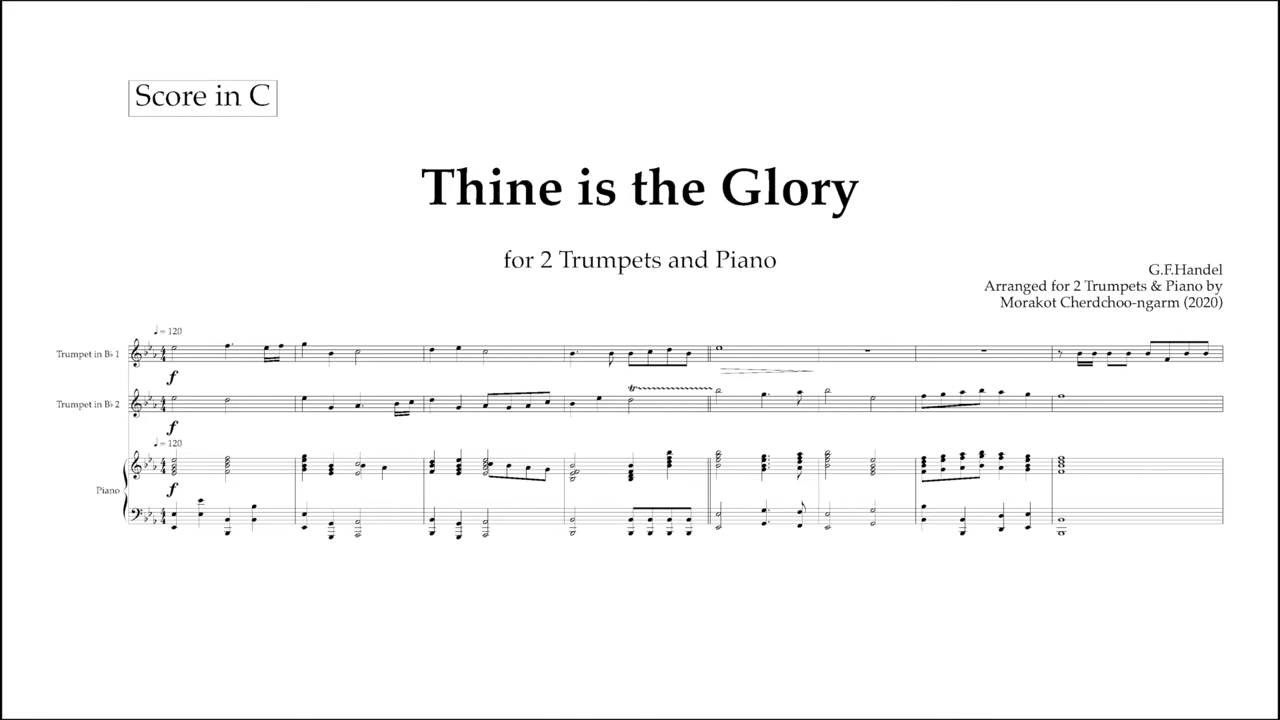 Score in C
Thine is the Glory
for 2 Trumpets and Piano
G.F.Handel
Arranged for 2 Trumpets & Piano by
Morakot Cherdchoo-ngarm (2020)
♩ = 120
Trumpet in B♭ 1
f
Trumpet in B♭ 2
f
♩ = 120
Piano
f